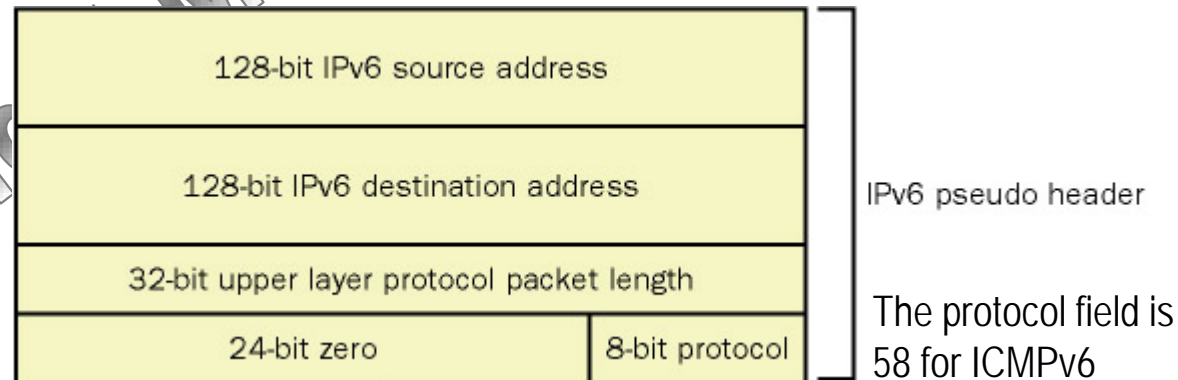 128-bit IPv6 source address
128-bit IPv6 destination address
IPv6 pseudo header
32-bit upper layer protocol packet length
24-bit zero
8-bit protocol
The protocol field is
58 for ICMPv6